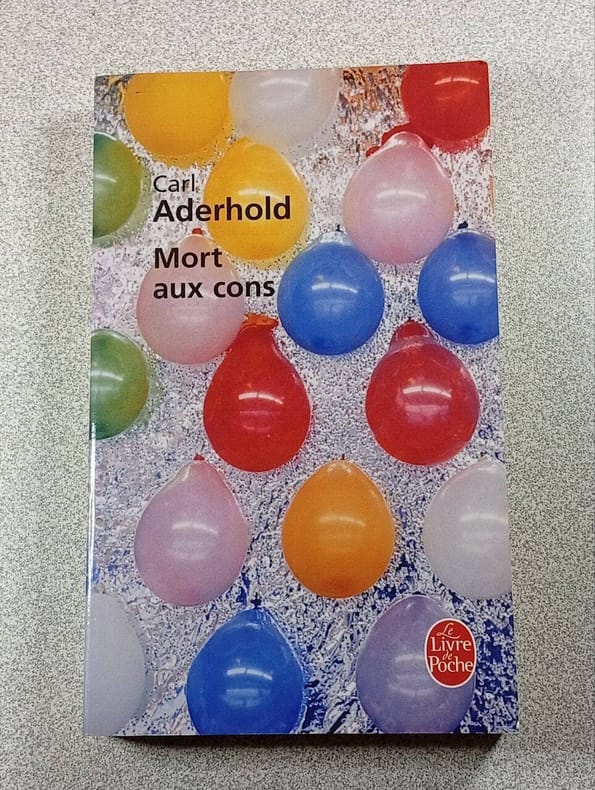 Carl
Aderhold
Mort
aux cons
Le
Livre
de
Poche